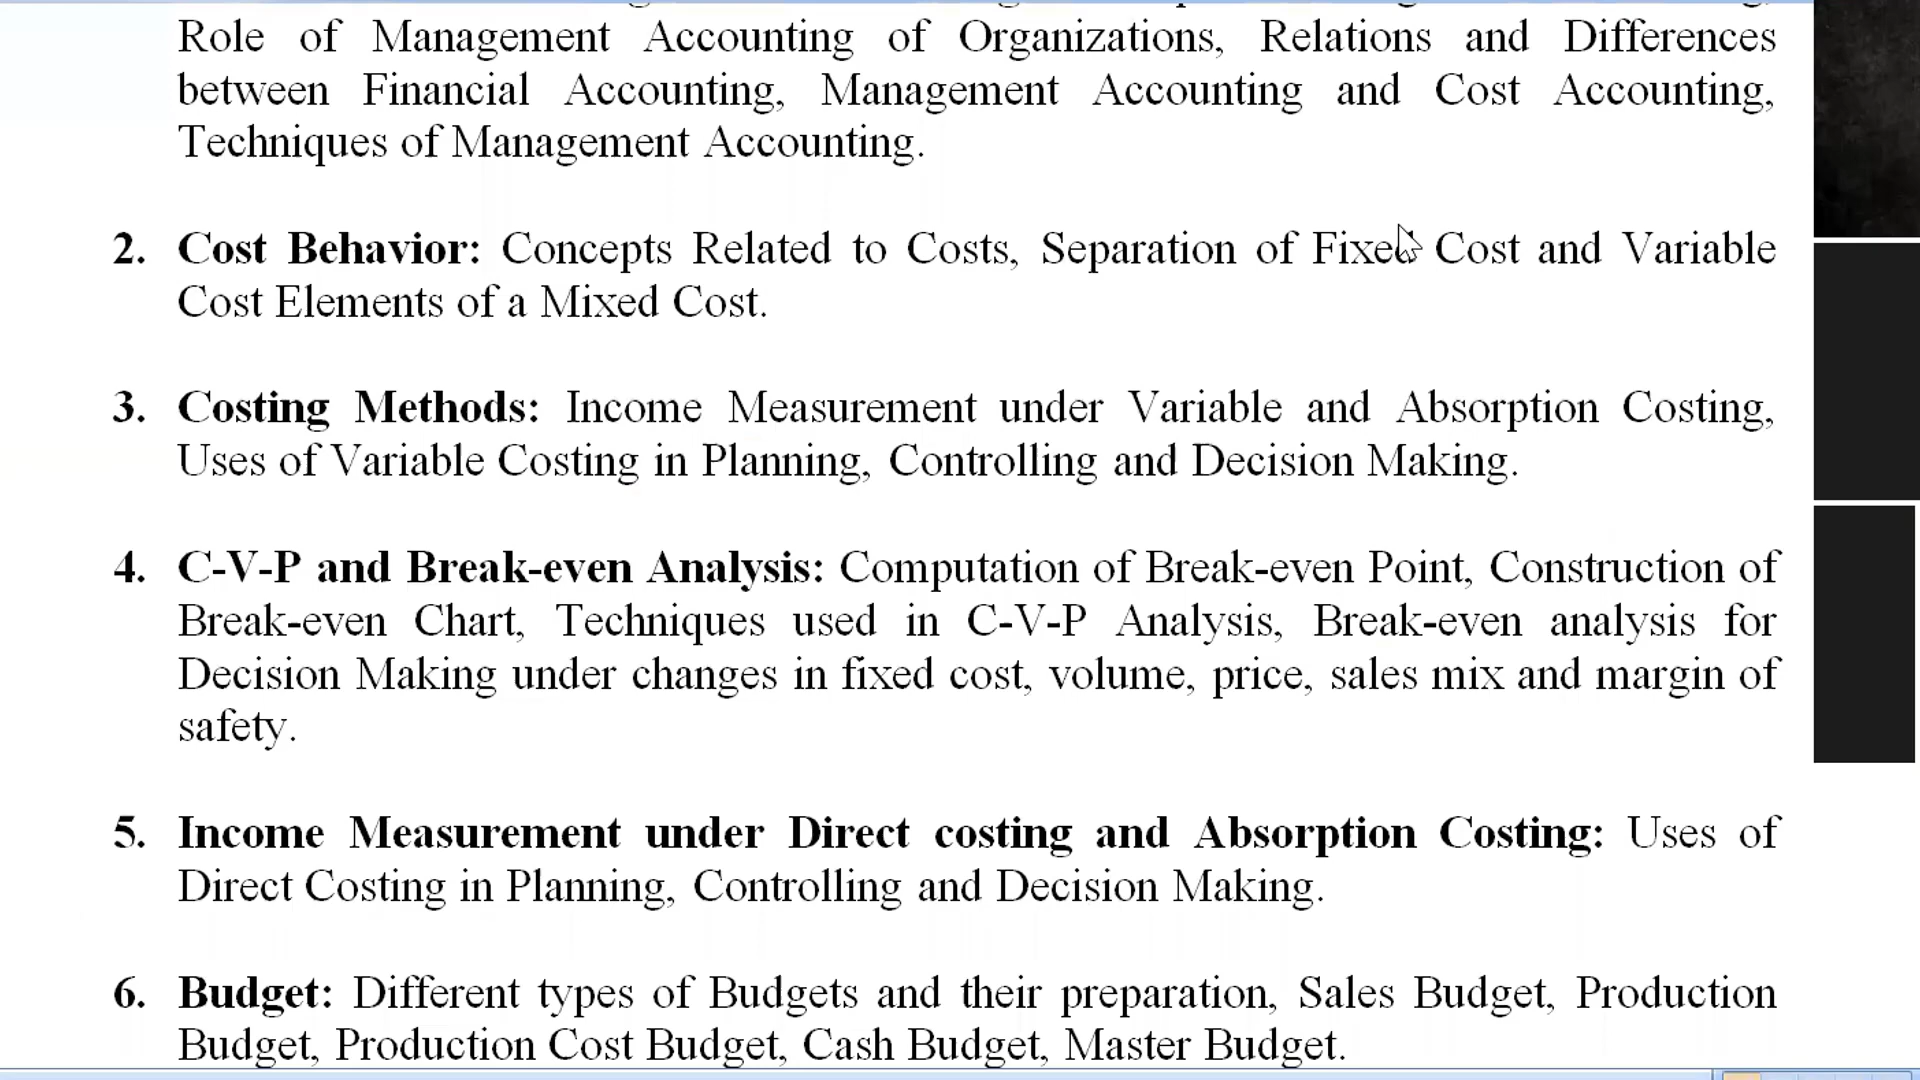 Role of Management Accounting of Organizations, Relations and Differences
between Financial Accounting, Management Accounting and Cost Accounting,
Techniques of Management Accounting.
2. Cost Behavior: Concepts Related to Costs, Separation of Fixed Cost and Variable
Cost Elements of a Mixed Cost.
3. Costing Methods: Income Measurement under Variable and Absorption Costing,
Uses of Variable Costing in Planning, Controlling and Decision Making.
4. C-V-P and Break-even Analysis: Computation of Break-even Point, Construction of
Break-even Chart, Techniques used in C-V-P Analysis, Break-even analysis for
Decision Making under changes in fixed cost, volume, price, sales mix and margin of
safety.
5. Income Measurement under Direct costing and Absorption Costing: Uses of
Direct Costing in Planning, Controlling and Decision Making.
6. Budget: Different types of Budgets and their preparation, Sales Budget, Production
Budget, Production Cost Budget, Cash Budget, Master Budget.